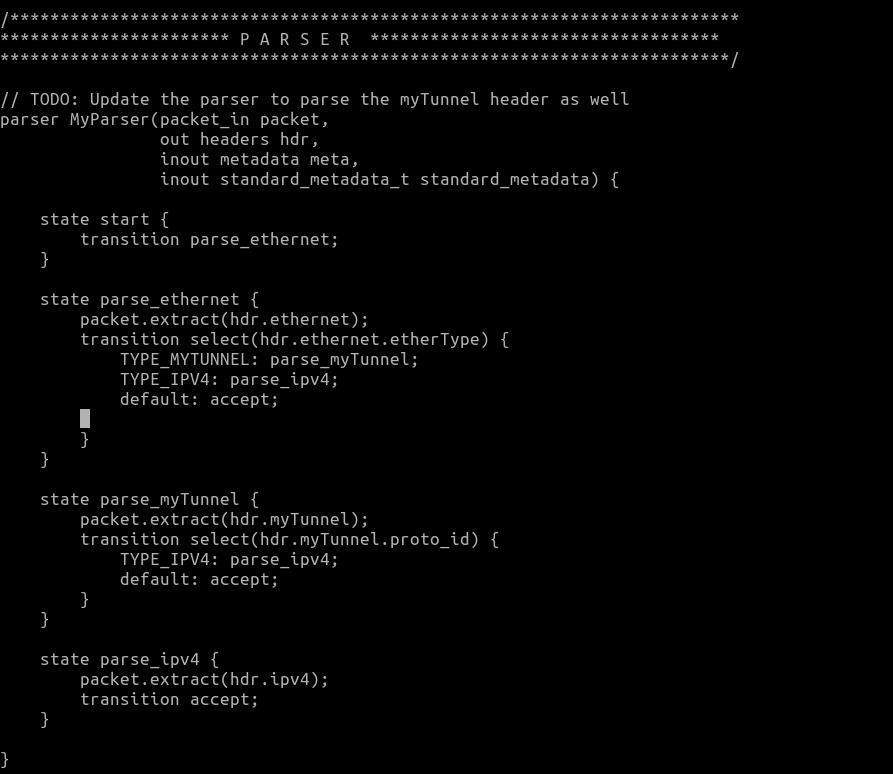 /*************************************************************************
*********************** P A R S E R  ***********************************
*************************************************************************/

// TODO: Update the parser to parse the myTunnel header as well
parser MyParser(packet_in packet,
                out headers hdr,
                inout metadata meta,
                inout standard_metadata_t standard_metadata) {

    state start {
        transition parse_ethernet;
    }

    state parse_ethernet {
        packet.extract(hdr.ethernet);
        transition select(hdr.ethernet.etherType) {
            TYPE_MYTUNNEL: parse_myTunnel;
            TYPE_IPV4: parse_ipv4;
            default: accept;

        }
    }

    state parse_myTunnel {
        packet.extract(hdr.myTunnel);
        transition select(hdr.myTunnel.proto_id) {
            TYPE_IPV4: parse_ipv4;
            default: accept;
        }
    }

    state parse_ipv4 {
        packet.extract(hdr.ipv4);
        transition accept;
    }

}